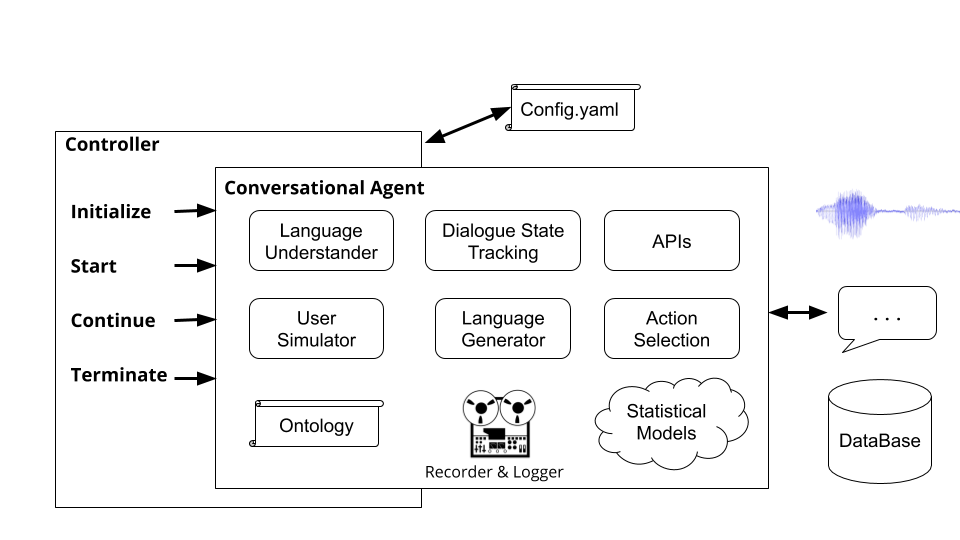 Config.yaml
Controller
Conversational Agent
Initialize
Start
Continue
Terminate
Language
Understander
Dialogue State
Tracking
APIs
User
Simulator
Language
Generator
Action
Selection
. . .
Ontology
Statistical
Models
Recorder & Logger
DataBase